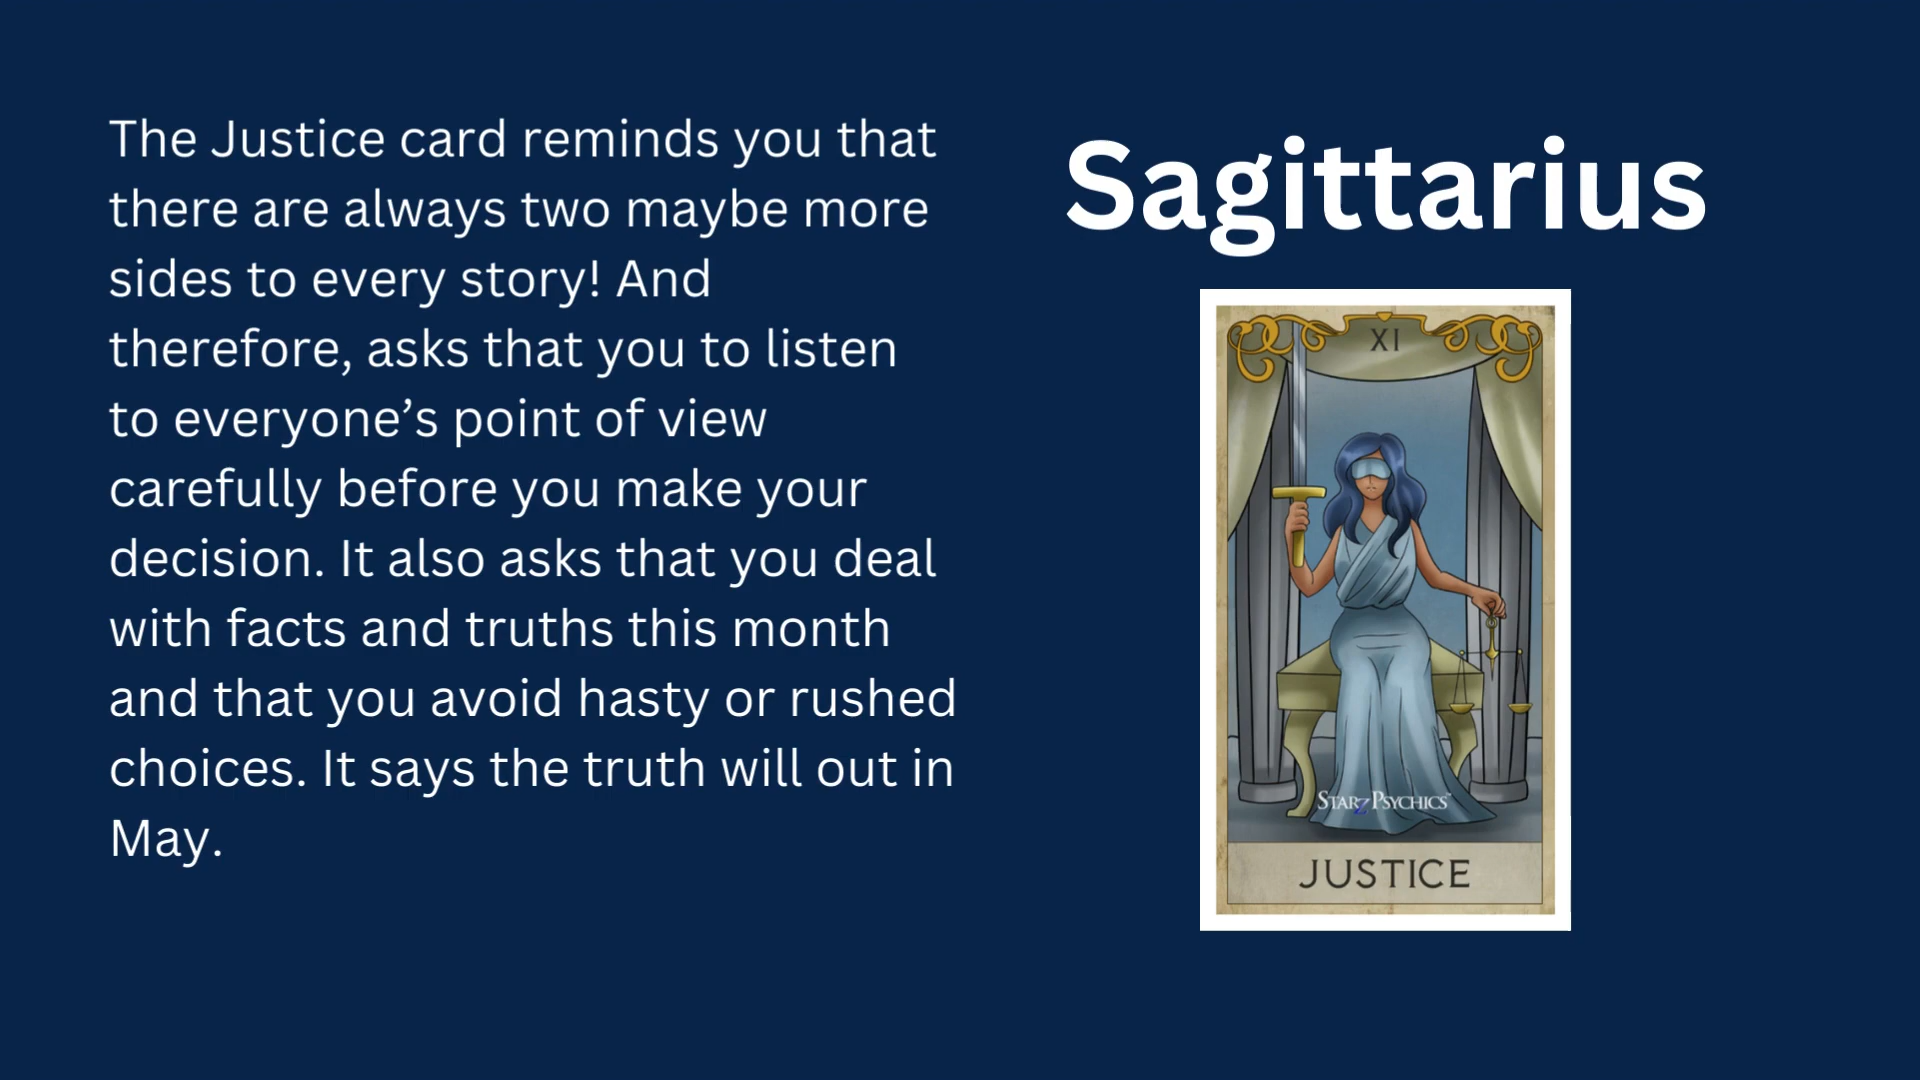 The Justice card reminds you that
there are always two maybe more
sides to every story! And
therefore, asks that you to listen
to everyone’s point of view
carefully before you make your
decision. It also asks that you deal
with facts and truths this month
and that you avoid hasty or rushed
choices. It says the truth will out in
May.
Sagittarius
XI
STARZ PSYCHICS™
JUSTICE